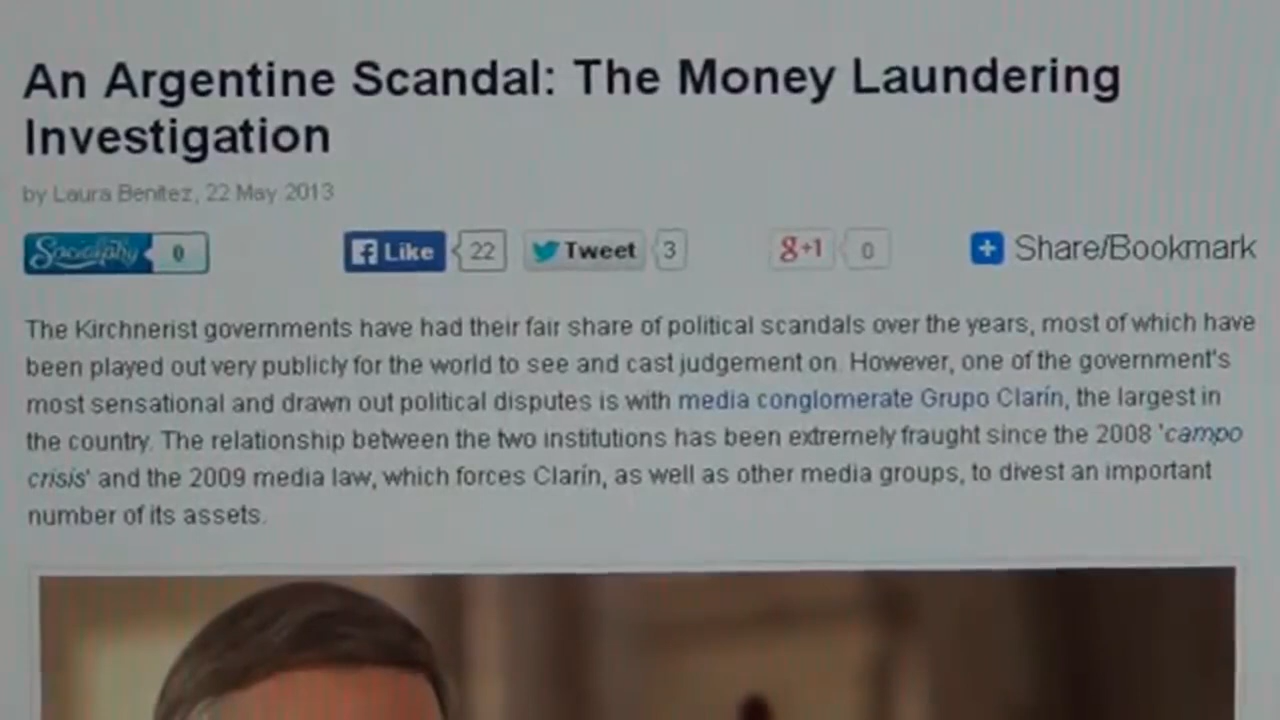 An Argentine Scandal: The Money Laundering
Investigation
by Laura Benitez, 22 May 2013
Sociably 0 Like 22 Tweet 3 g+1 0 Share/Bookmark
The Kirchnerist governments have had their fair share of political scandals over the years, most of which have
been played out very publicly for the world to see and cast judgement on. However, one of the government's
most sensational and drawn out political disputes is with media conglomerate Grupo Clarín, the largest in
the country. The relationship between the two institutions has been extremely fraught since the 2008 'campo
crisis' and the 2009 media law, which forces Clarín, as well as other media groups, to divest an important
number of its assets.